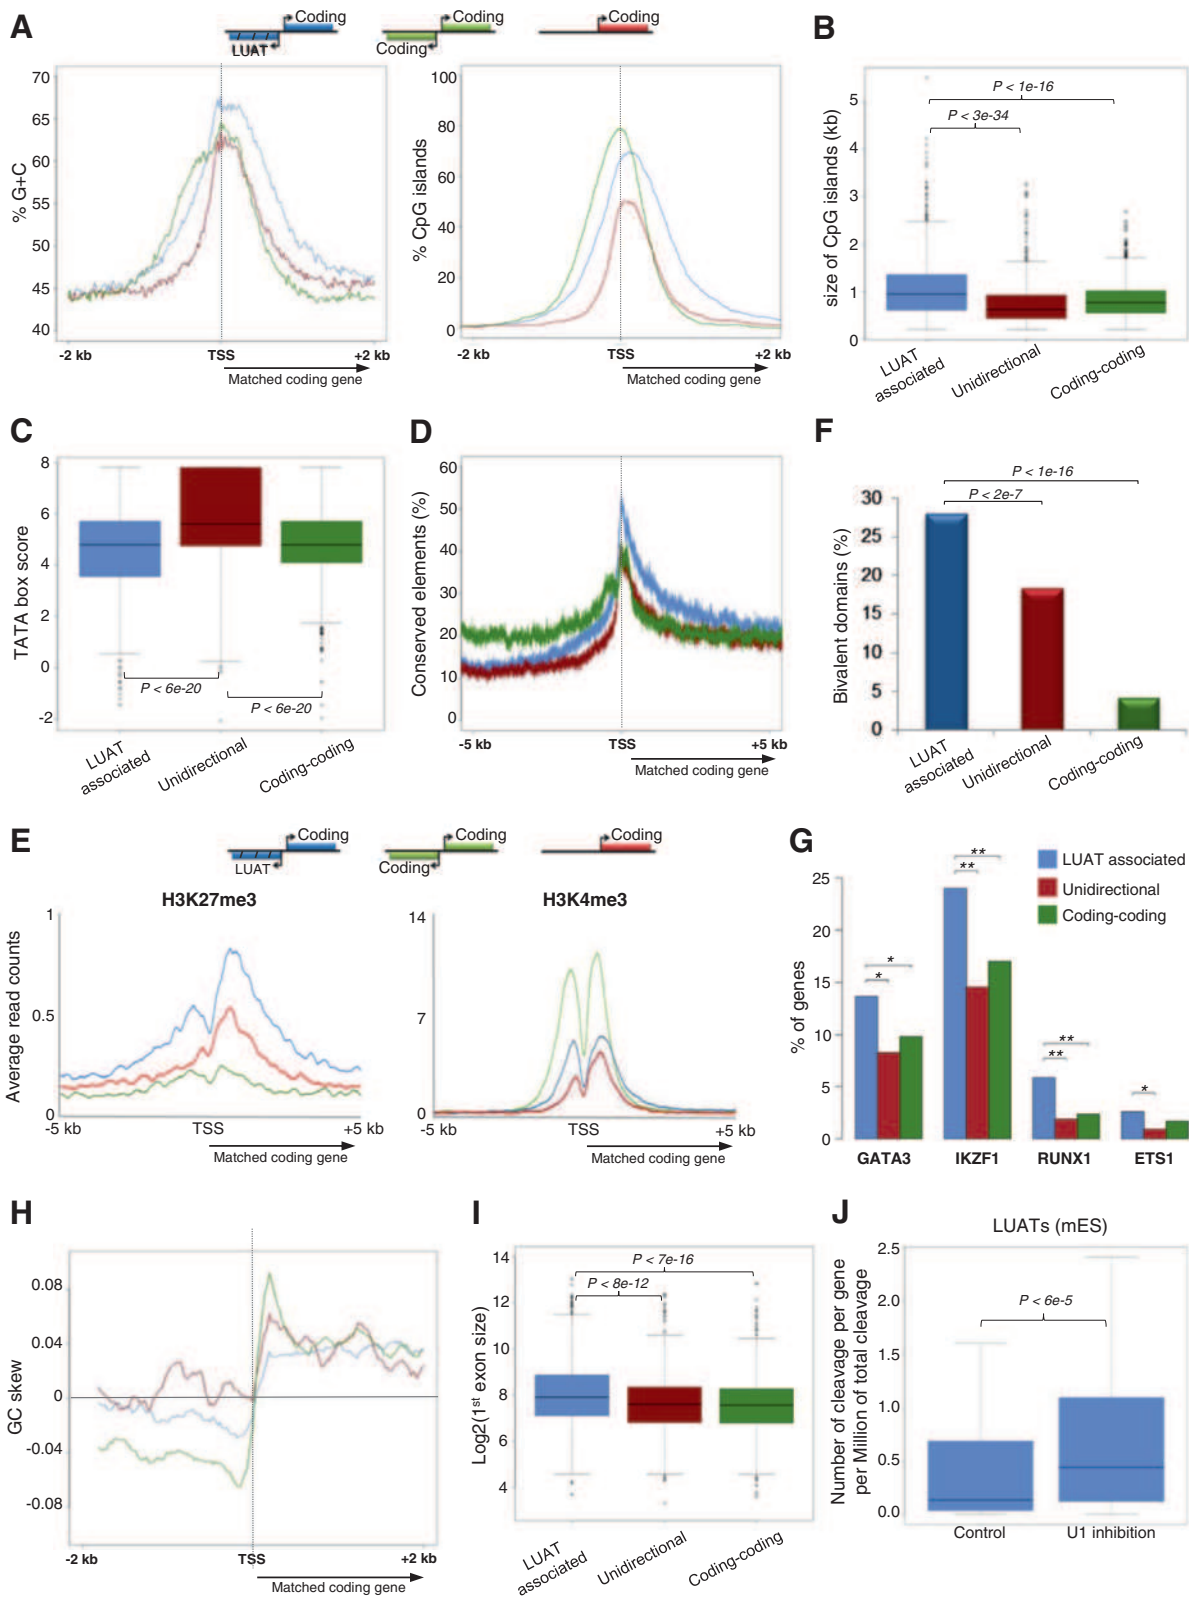 A
Coding
LUAT
Coding
Coding
Coding
% G+C
70
65
60
55
50
45
40
-2 kb
TSS
+2 kb
Matched coding gene
% CpG islands
100
80
60
40
20
0
-2 kb
TSS
+2 kb
Matched coding gene
B
size of CpG islands (kb)
5
4
3
2
1
0
P < 1e-16
P < 3e-34
LUAT
associated
Unidirectional
Coding-coding
C
TATA box score
8
6
4
2
0
-2
P < 6e-20
P < 6e-20
LUAT
associated
Unidirectional
Coding-coding
D
Conserved elements (%)
60
50
40
30
20
10
0
-5 kb
TSS
+5 kb
Matched coding gene
F
Bivalent domains (%)
30
25
20
15
10
5
0
P < 1e-16
P < 2e-7
LUAT
associated
Unidirectional
Coding-coding
E
Coding
LUAT
Coding
Coding
Coding
H3K27me3
Average read counts
1
0.5
0
-5 kb
TSS
+5 kb
Matched coding gene
H3K4me3
14
7
0
-5 kb
TSS
+5 kb
Matched coding gene
G
LUAT associated
Unidirectional
Coding-coding
% of genes
25
20
15
10
5
0
*
*
**
**
**
**
*
GATA3
IKZF1
RUNX1
ETS1
H
GC skew
0.08
0.04
0
-0.04
-0.08
-2 kb
TSS
+2 kb
Matched coding gene
I
Log2(1st exon size)
14
12
10
8
6
4
P < 7e-16
P < 8e-12
LUAT
associated
Unidirectional
Coding-coding
J
LUATs (mES)
Number of cleavage per gene
per Million of total cleavage
2.5
2.0
1.5
1.0
0.5
0.0
P < 6e-5
Control
U1 inhibition